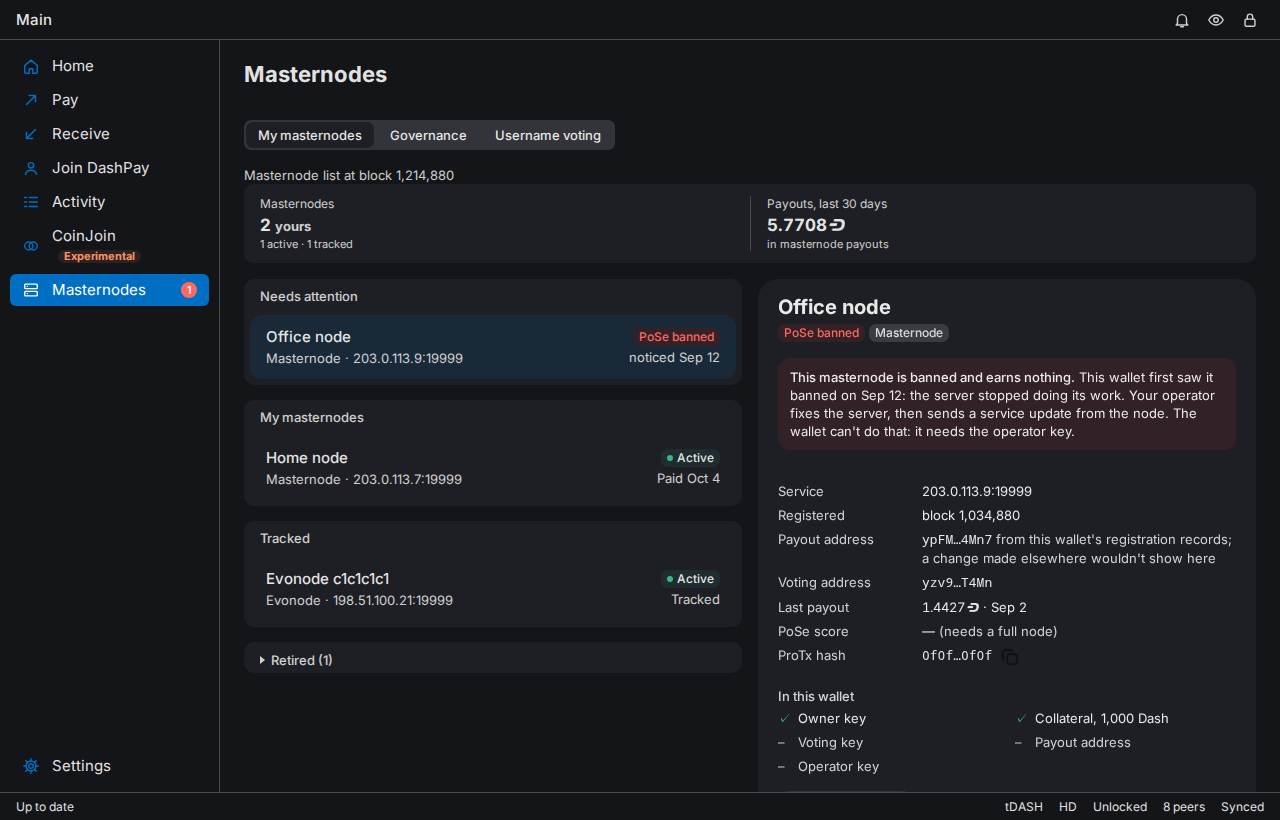 Main
Home
Pay
Receive
Join DashPay
Activity
CoinJoin
Experimental
Masternodes 1
Settings
Masternodes
My masternodes Governance Username voting
Masternode list at block 1,214,880
Masternodes
2 yours
1 active · 1 tracked
Payouts, last 30 days
5.7708
in masternode payouts
Needs attention
Office node PoSe banned
Masternode · 203.0.113.9:19999 noticed Sep 12
My masternodes
Home node Active
Masternode · 203.0.113.7:19999 Paid Oct 4
Tracked
Evonode c1c1c1c1 Active
Evonode · 198.51.100.21:19999 Tracked
Retired (1)
Office node
PoSe banned Masternode
This masternode is banned and earns nothing. This wallet first saw it
banned on Sep 12: the server stopped doing its work. Your operator
fixes the server, then sends a service update from the node. The
wallet can't do that: it needs the operator key.
Service 203.0.113.9:19999
Registered block 1,034,880
Payout address ypFM…4Mn7 from this wallet's registration records;
a change made elsewhere wouldn't show here
Voting address yzv9…T4Mn
Last payout 1.4427 · Sep 2
PoSe score — (needs a full node)
ProTx hash 0f0f…0f0f
In this wallet
✓ Owner key ✓ Collateral, 1,000 Dash
– Voting key – Payout address
– Operator key
Up to date tDASH HD Unlocked 8 peers Synced